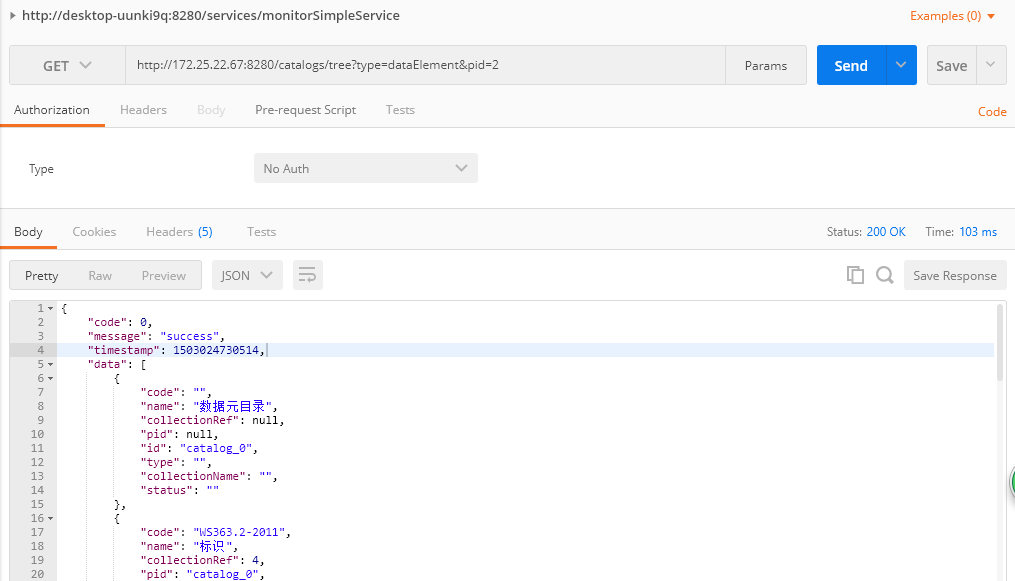 http://desktop-uunki9q:8280/services/monitorSimpleService Examples (0)
GET http://172.25.22.67:8280/catalogs/tree?type=dataElement&pid=2 Params Send Save
Authorization Headers Body Pre-request Script Tests Code
Type No Auth
Body Cookies Headers (5) Tests Status: 200 OK Time: 103 ms
Pretty Raw Preview JSON Save Response
1 {
2 "code": 0,
3 "message": "success",
4 "timestamp": 1503024730514,
5 "data": [
6 {
7 "code": "",
8 "name": "数据元目录",
9 "collectionRef": null,
10 "pid": null,
11 "id": "catalog_0",
12 "type": "",
13 "collectionName": "",
14 "status": ""
15 },
16 {
17 "code": "WS363.2-2011",
18 "name": "标识",
19 "collectionRef": 4,
20 "pid": "catalog_0",